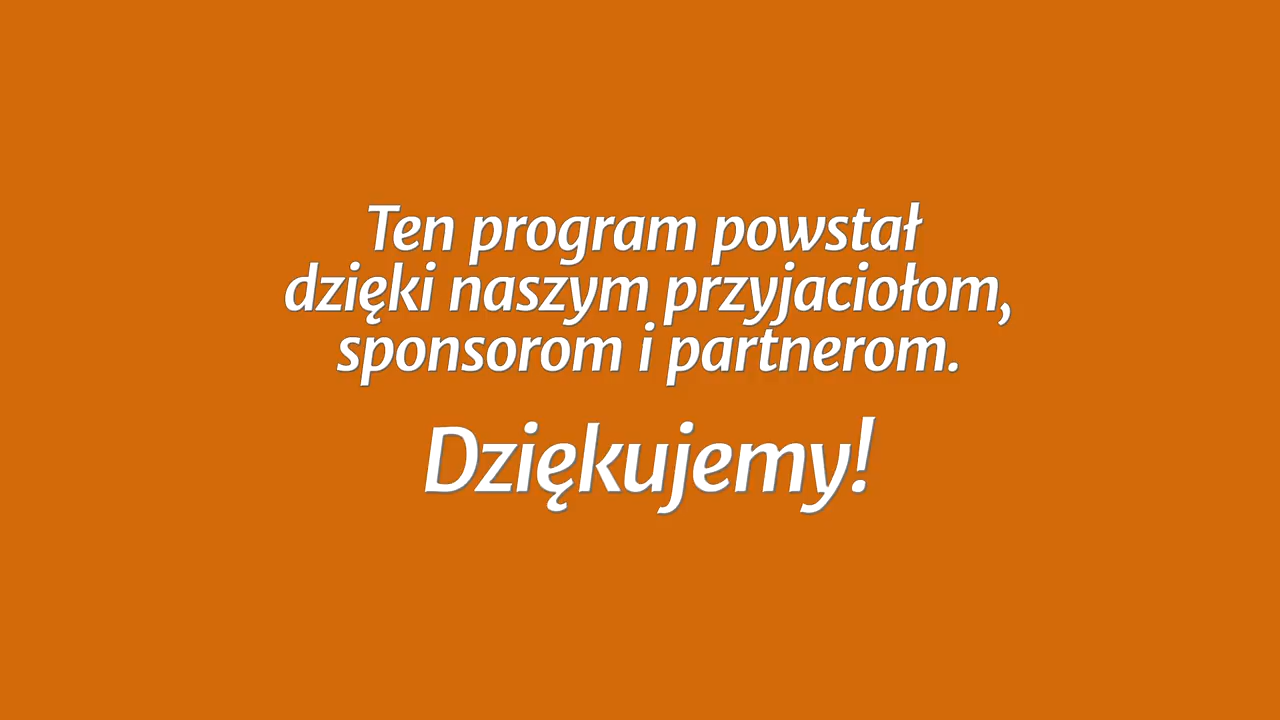 Ten program powstał
dzięki naszym przyjaciołom,
sponsorom i partnerom.
Dziękujemy!